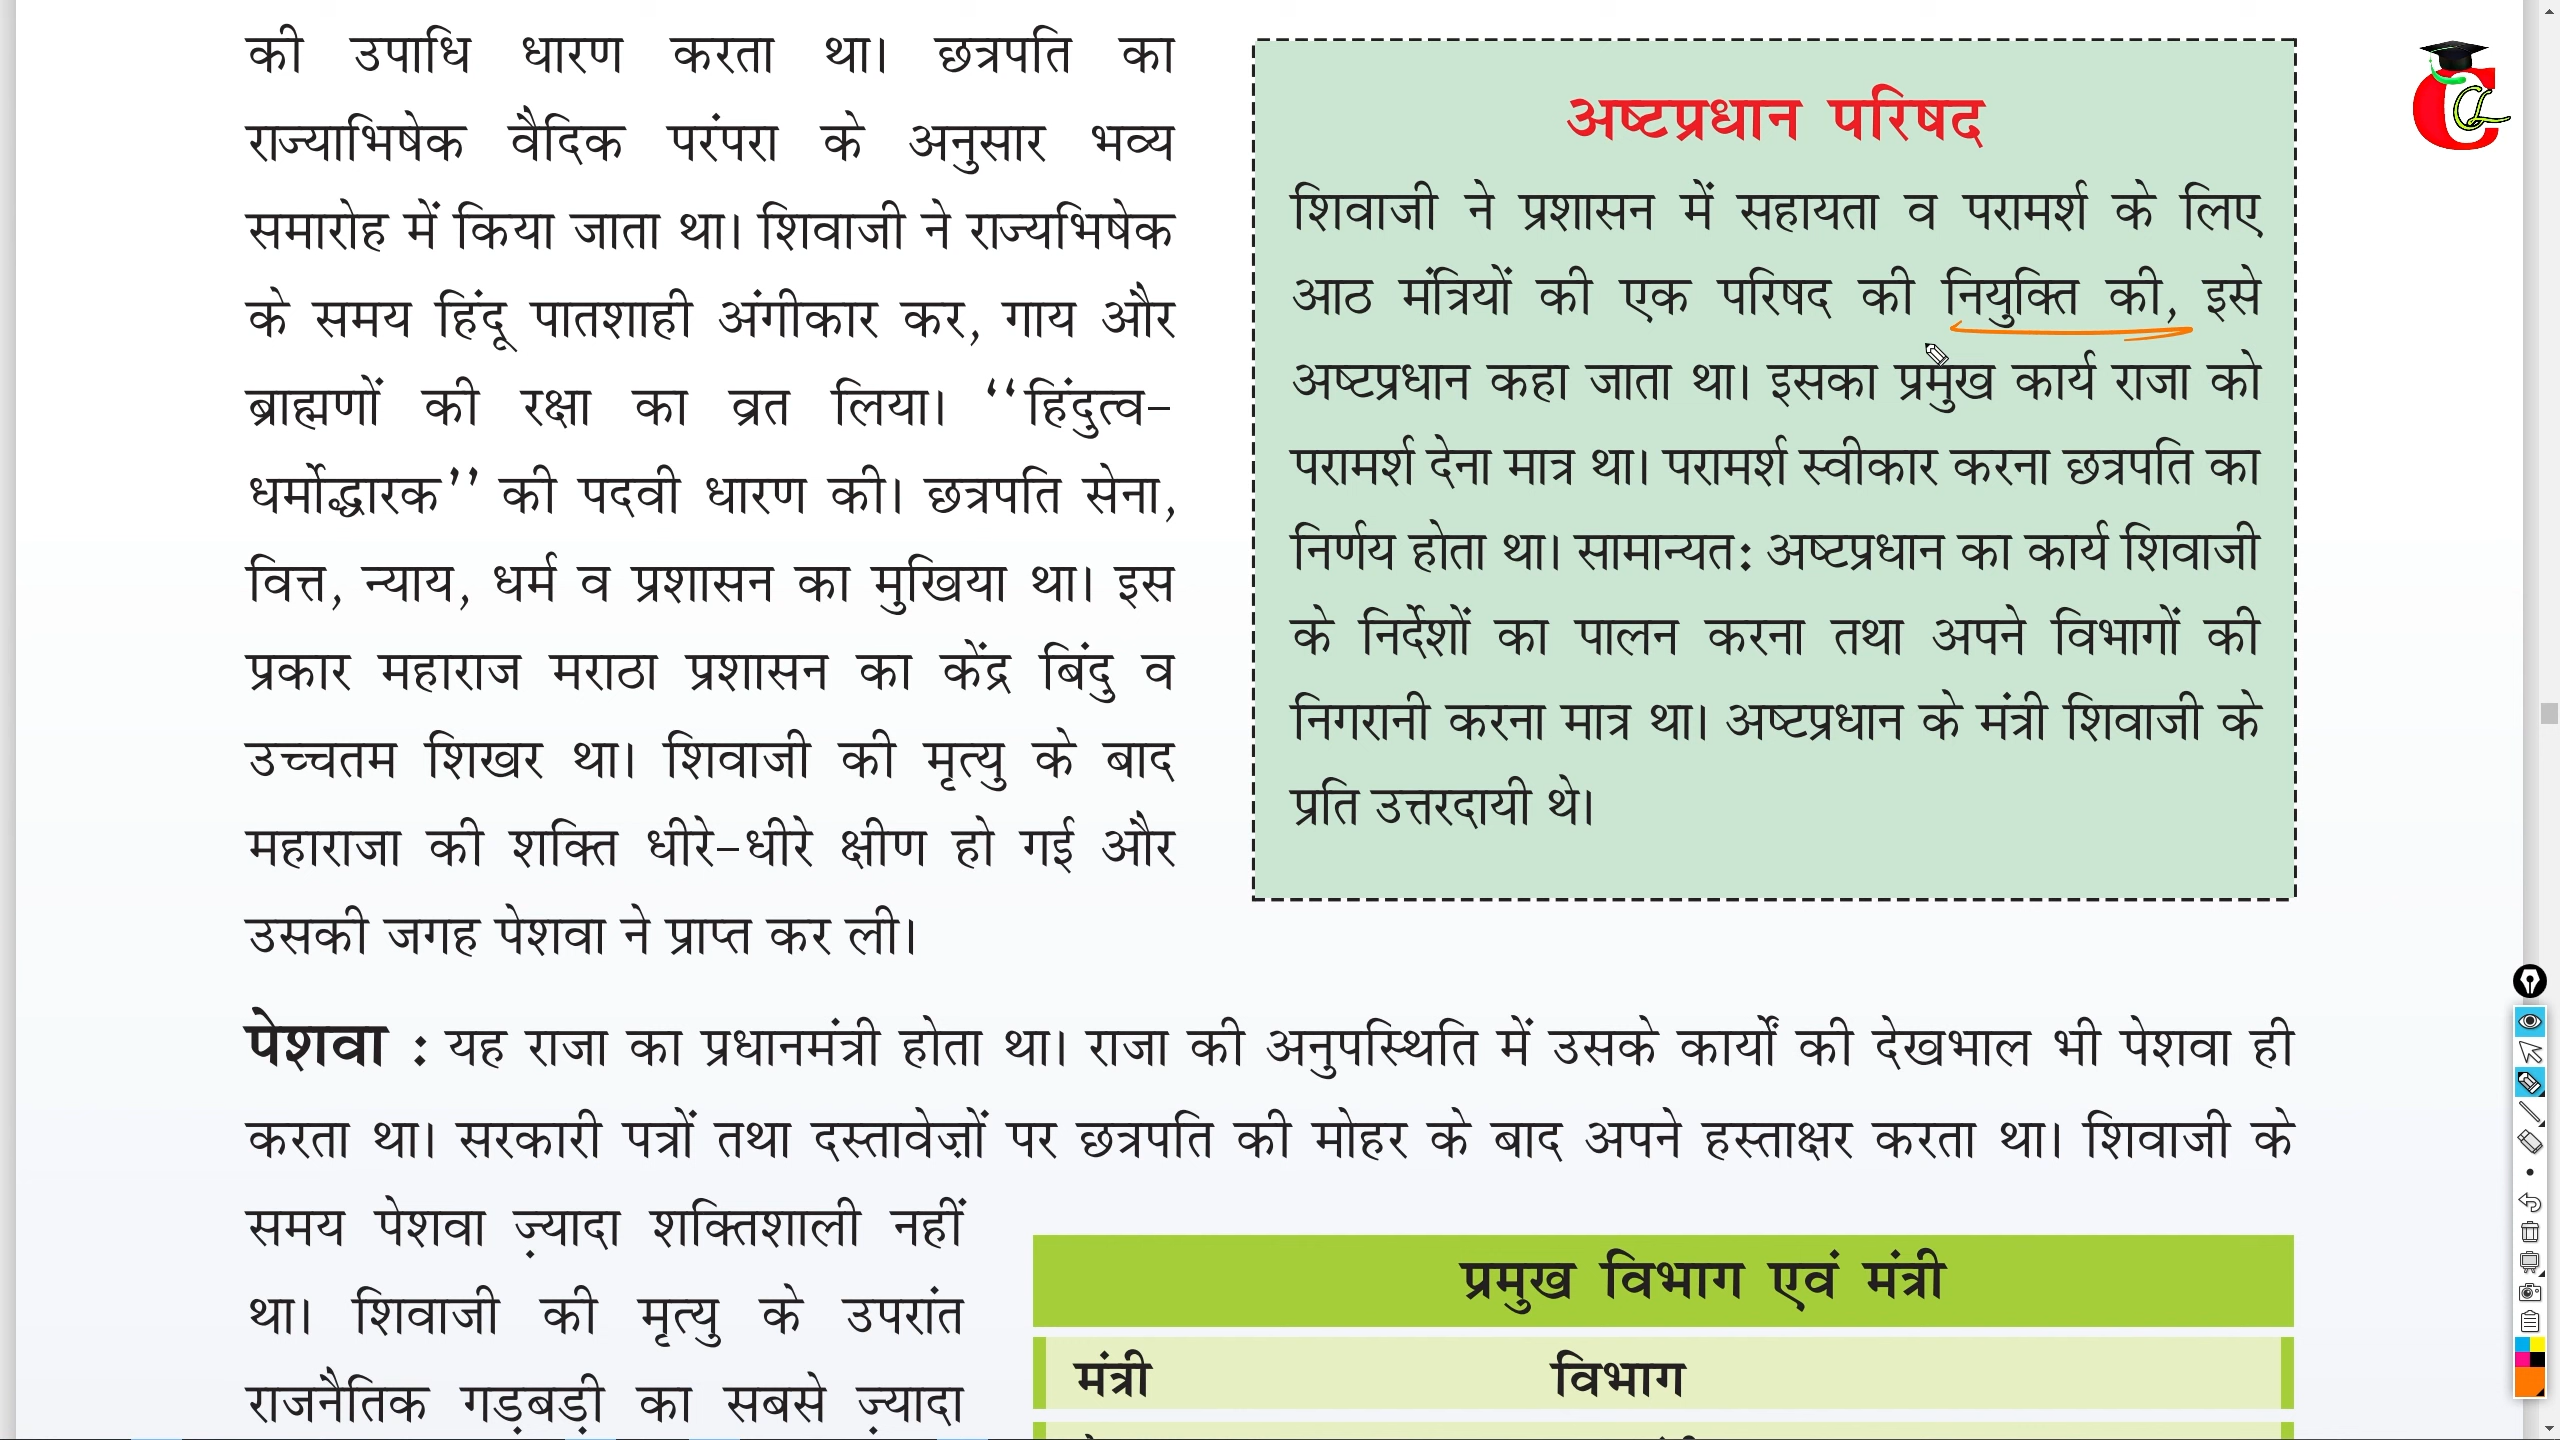 की उपाधि धारण करता था। छत्रपति का
राज्याभिषेक वैदिक परंपरा के अनुसार भव्य
समारोह में किया जाता था। शिवाजी ने राज्यभिषेक
के समय हिंदू पातशाही अंगीकार कर, गाय और
ब्राह्मणों की रक्षा का व्रत लिया। ‘‘हिंदुत्व-
धर्मोद्धारक’’ की पदवी धारण की। छत्रपति सेना,
वित्त, न्याय, धर्म व प्रशासन का मुखिया था। इस
प्रकार महाराज मराठा प्रशासन का केंद्र बिंदु व
उच्चतम शिखर था। शिवाजी की मृत्यु के बाद
महाराजा की शक्ति धीरे-धीरे क्षीण हो गई और
उसकी जगह पेशवा ने प्राप्त कर ली।
अष्टप्रधान परिषद
शिवाजी ने प्रशासन में सहायता व परामर्श के लिए
आठ मंत्रियों की एक परिषद की नियुक्ति की, इसे
अष्टप्रधान कहा जाता था। इसका प्रमुख कार्य राजा को
परामर्श देना मात्र था। परामर्श स्वीकार करना छत्रपति का
निर्णय होता था। सामान्यत: अष्टप्रधान का कार्य शिवाजी
के निर्देशों का पालन करना तथा अपने विभागों की
निगरानी करना मात्र था। अष्टप्रधान के मंत्री शिवाजी के
प्रति उत्तरदायी थे।
पेशवा : यह राजा का प्रधानमंत्री होता था। राजा की अनुपस्थिति में उसके कार्यों की देखभाल भी पेशवा ही
करता था। सरकारी पत्रों तथा दस्तावेज़ों पर छत्रपति की मोहर के बाद अपने हस्ताक्षर करता था। शिवाजी के
समय पेशवा ज़्यादा शक्तिशाली नहीं
था। शिवाजी की मृत्यु के उपरांत
राजनैतिक गड़बड़ी का सबसे ज़्यादा
प्रमुख विभाग एवं मंत्री
मंत्री विभाग